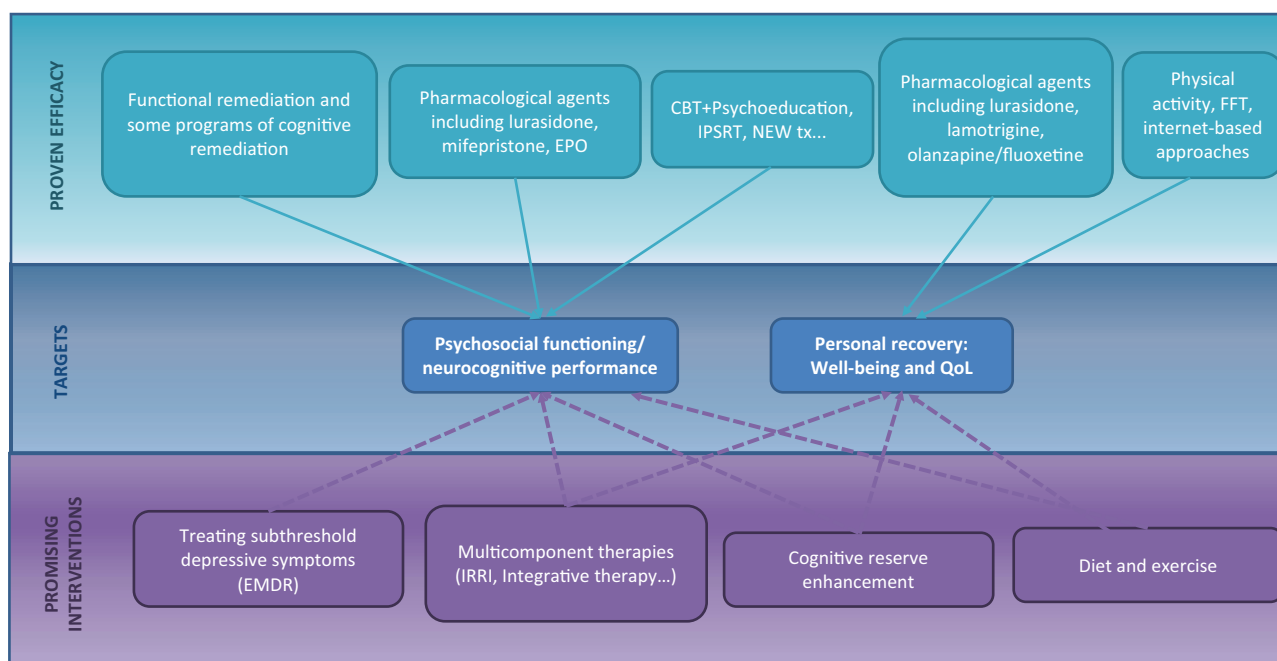 PROVEN EFFICACY
Functional remediation and
some programs of cognitive
remediation
Pharmacological agents
including lurasidone,
mifepristone, EPO
CBT+Psychoeducation,
IPSRT, NEW tx...
Pharmacological agents
including lurasidone,
lamotrigine,
olanzapine/fluoxetine
Physical
activity, FFT,
internet-based
approaches
TARGETS
Psychosocial functioning/
neurocognitive performance
Personal recovery:
Well-being and QoL
PROMISING
INTERVENTIONS
Treating subthreshold
depressive symptoms
(EMDR)
Multicomponent therapies
(IRRI, Integrative therapy…)
Cognitive reserve
enhancement
Diet and exercise